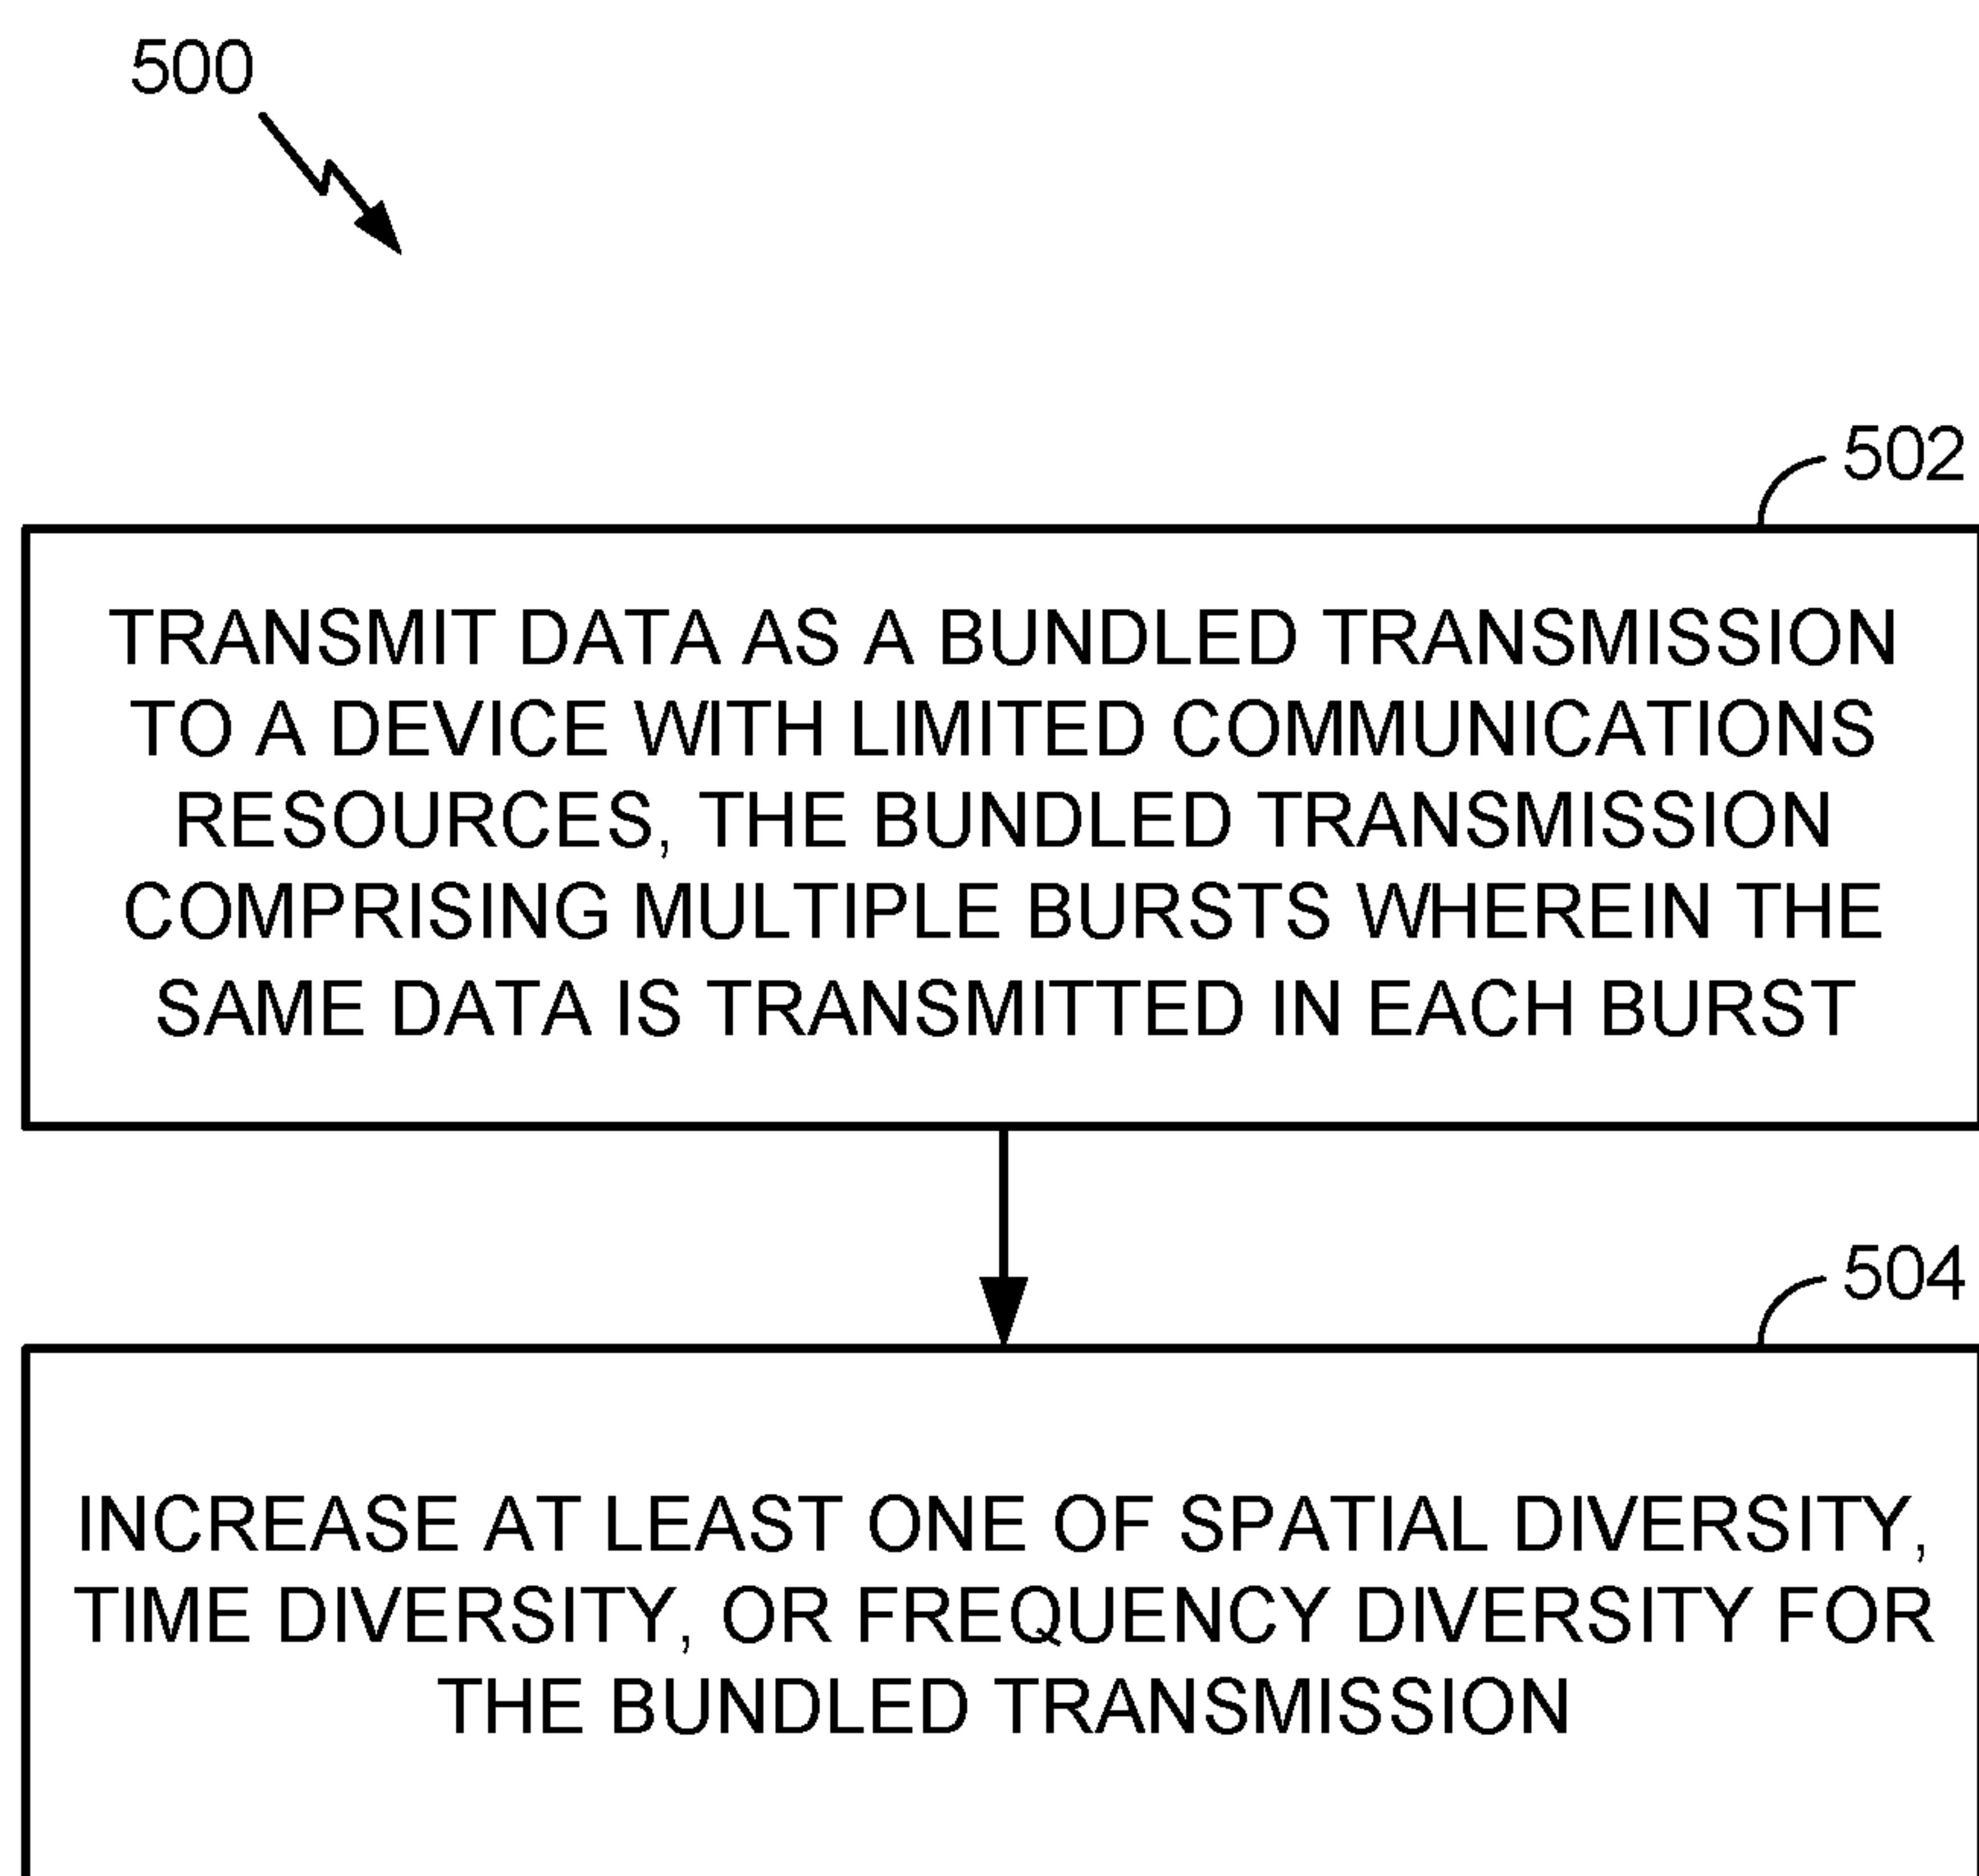 500
502
TRANSMIT DATA AS A BUNDLED TRANSMISSION
TO A DEVICE WITH LIMITED COMMUNICATIONS
RESOURCES, THE BUNDLED TRANSMISSION
COMPRISING MULTIPLE BURSTS WHEREIN THE
SAME DATA IS TRANSMITTED IN EACH BURST
504
INCREASE AT LEAST ONE OF SPATIAL DIVERSITY,
TIME DIVERSITY, OR FREQUENCY DIVERSITY FOR
THE BUNDLED TRANSMISSION